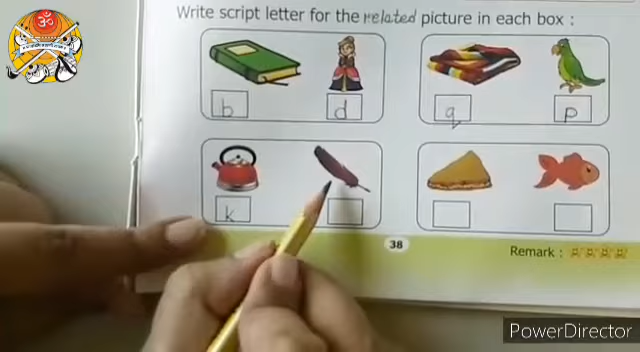 Write script letter for the related picture in each box :
b
d
q
p
k
38
Remark :
PowerDirector